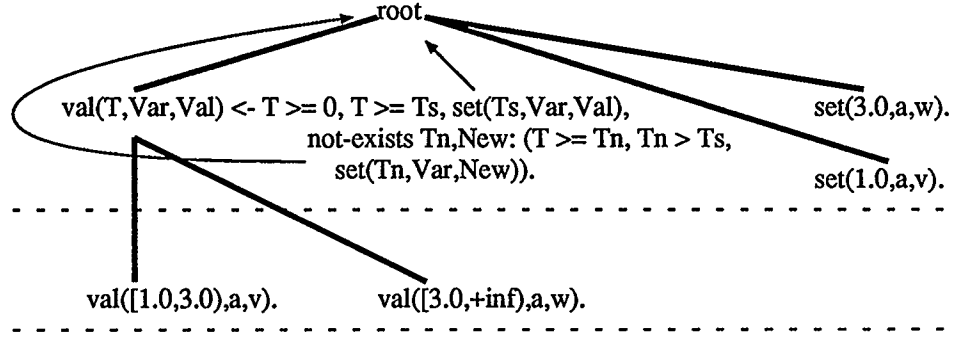 root
val(T,Var,Val) <- T >= 0, T >= Ts, set(Ts,Var,Val),
not-exists Tn,New: (T >= Tn, Tn > Ts,
set(Tn,Var,New)).
set(3.0,a,w).
set(1.0,a,v).
val([1.0,3.0),a,v).
val([3.0,+inf),a,w).